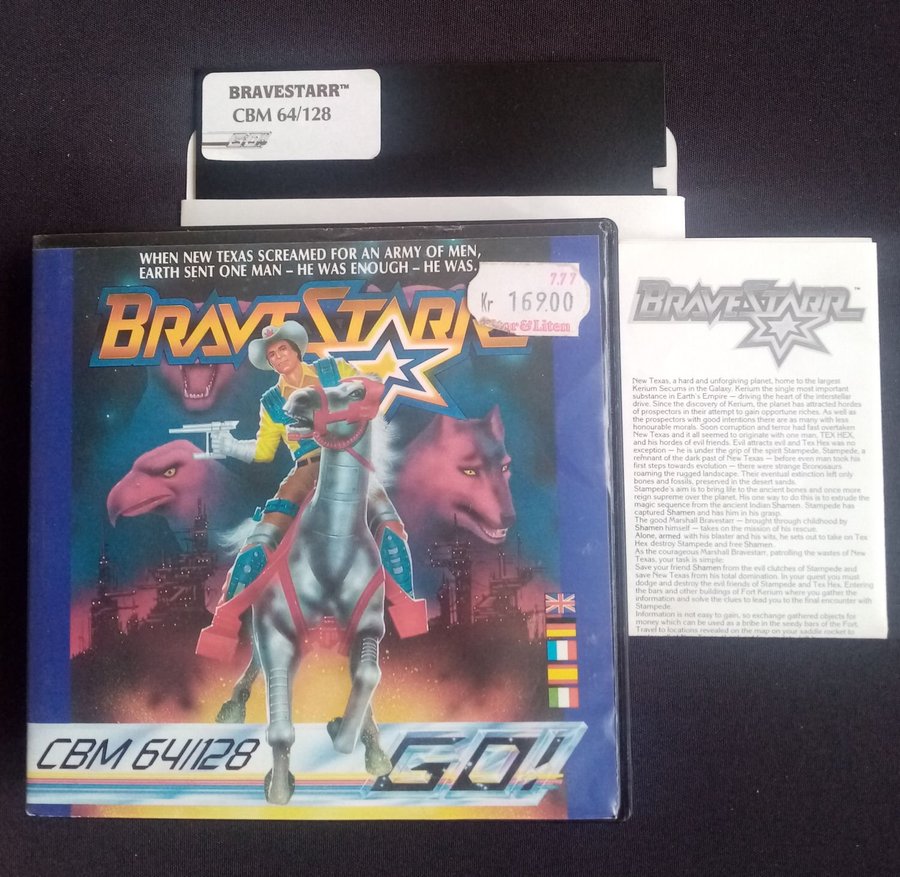 BRAVESTARR™
CBM 64/128
WHEN NEW TEXAS SCREAMED FOR AN ARMY OF MEN,
EARTH SENT ONE MAN – HE WAS ENOUGH – HE WAS.
BRAVESTARR
7.7.7
Kr 169.00
& Liten
CBM 64/128
GO!
BRAVESTARR™
New Texas, a hard and unforgiving planet, home to the largest
Kerium Secums in the Galaxy. Kerium the single most important
substance in Earth's Empire — driving the heart of the interstellar
drive. Since the discovery of Kerium, the planet has attracted hordes
of prospectors in their attempt to gain opportune riches. As well as
the prospectors with good intentions there are as many with less
honourable morals. Soon corruption and terror had fast overtaken
New Texas and it all seemed to originate with one man, TEX HEX,
and his hordes of evil friends. Evil attracts evil and Tex Hex was no
exception — he is under the grip of the spirit Stampede. Stampede, a
remnant of the dark past of New Texas — before even man took his
first steps towards evolution — there were strange Bronosaurs
roaming the rugged landscape. Their eventual extinction left only
bones and fossils, preserved in the desert sands.
Stampede's aim is to bring life to the ancient bones and once more
reign supreme over the planet. His one way to do this is to extrude the
magic sequence from the ancient Indian Shamen. Stampede has
captured Shamen and has him in his grasp.
The good Marshall Bravestarr — brought through childhood by
Shamen himself — takes on the mission of his rescue.
Alone, armed with his blaster and his wits, he sets out to take on Tex
Hex destroy Stampede and free Shamen.
As the courageous Marshall Bravestarr, patrolling the wastes of New
Texas, your task is simple:
Save your friend Shamen from the evil clutches of Stampede and
save New Texas from his total domination. In your quest you must
dodge and destroy the evil friends of Stampede and Tex Hex. Entering
the bars and other buildings of Fort Kerium where you gather the
information and solve the clues to lead you to the final encounter with
Stampede.
Information is not easy to gain, so exchange gathered objects for
money which can be used as a bribe in the seedy bars of the Fort.
Travel to locations revealed on the map on your saddle rocket to